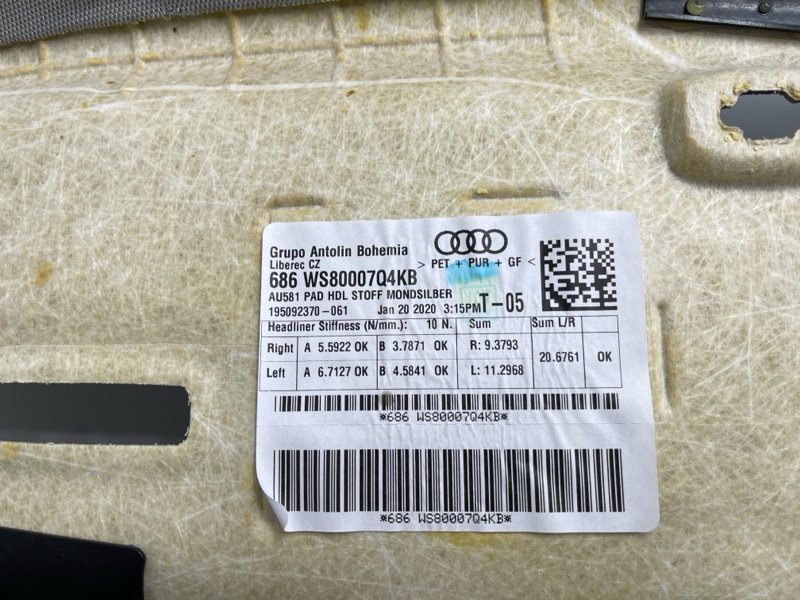 Grupo Antolin Bohemia
Liberec CZ
> PET + PUR + GF <
686 WS80007Q4KB
AU581 PAD HDL STOFF MONDSILBER
195092370-061 Jan 20 2020 3:15PM T-05
Headliner Stiffness (N/mm.): 10 N. Sum Sum L/R
Right A 5.5922 OK B 3.7871 OK R: 9.3793
20.6761 OK
Left A 6.7127 OK B 4.5841 OK L: 11.2968
*686 WS80007Q4KB*
*686 WS80007Q4KB*